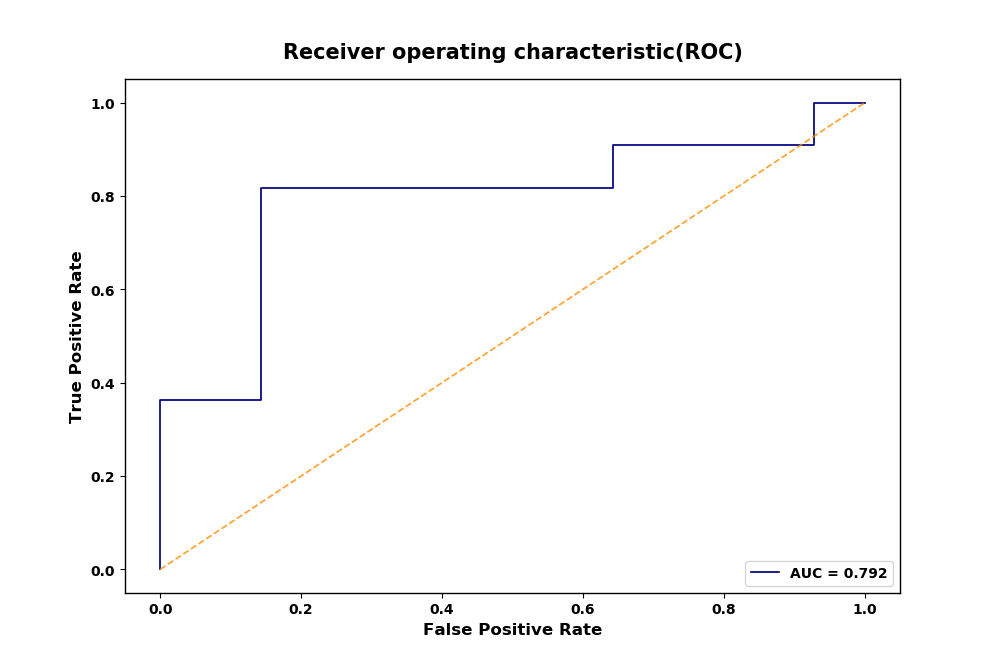 Receiver operating characteristic(ROC)
True Positive Rate
1.0
0.8
0.6
0.4
0.2
0.0
AUC = 0.792
0.0 0.2 0.4 0.6 0.8 1.0
False Positive Rate